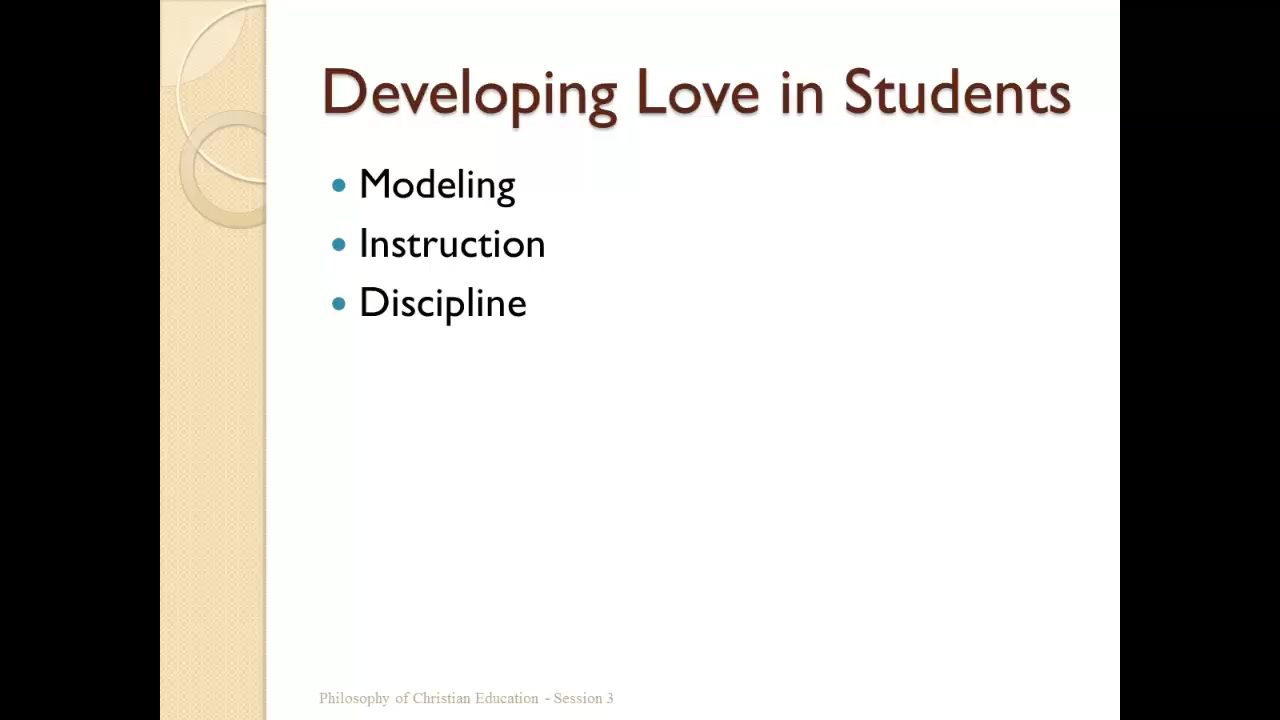 Developing Love in Students
• Modeling
• Instruction
• Discipline
Philosophy of Christian Education - Session 3